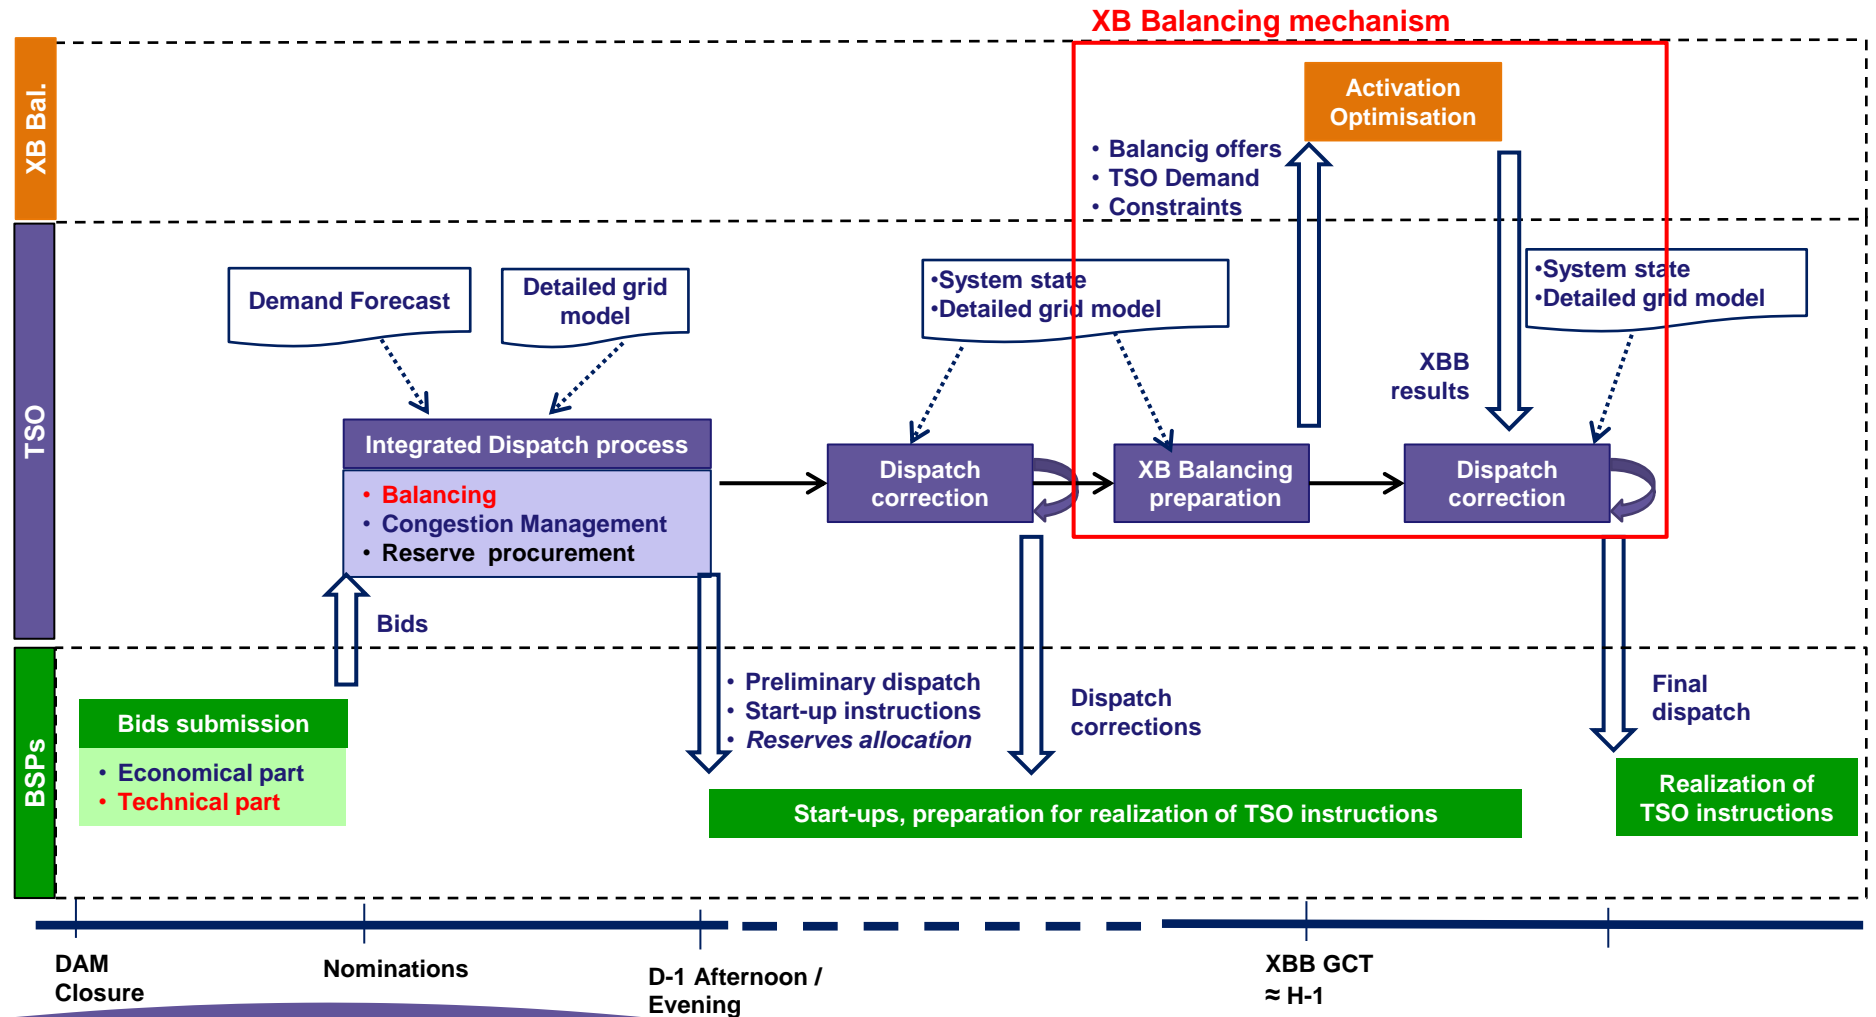 XB Balancing mechanism
XB Bal.
Activation
Optimisation
• Balancig offers
• TSO Demand
• Constraints
TSO
Demand Forecast
Detailed grid
model
•System state
•Detailed grid model
•System state
•Detailed grid model
XBB
results
Integrated Dispatch process
• Balancing
• Congestion Management
• Reserve procurement
Dispatch
correction
XB Balancing
preparation
Dispatch
correction
Bids
BSPs
Bids submission
• Economical part
• Technical part
• Preliminary dispatch
• Start-up instructions
• Reserves allocation
Dispatch
corrections
Final
dispatch
Start-ups, preparation for realization of TSO instructions
Realization of
TSO instructions
DAM
Closure
Nominations
D-1 Afternoon /
Evening
XBB GCT
≈ H-1